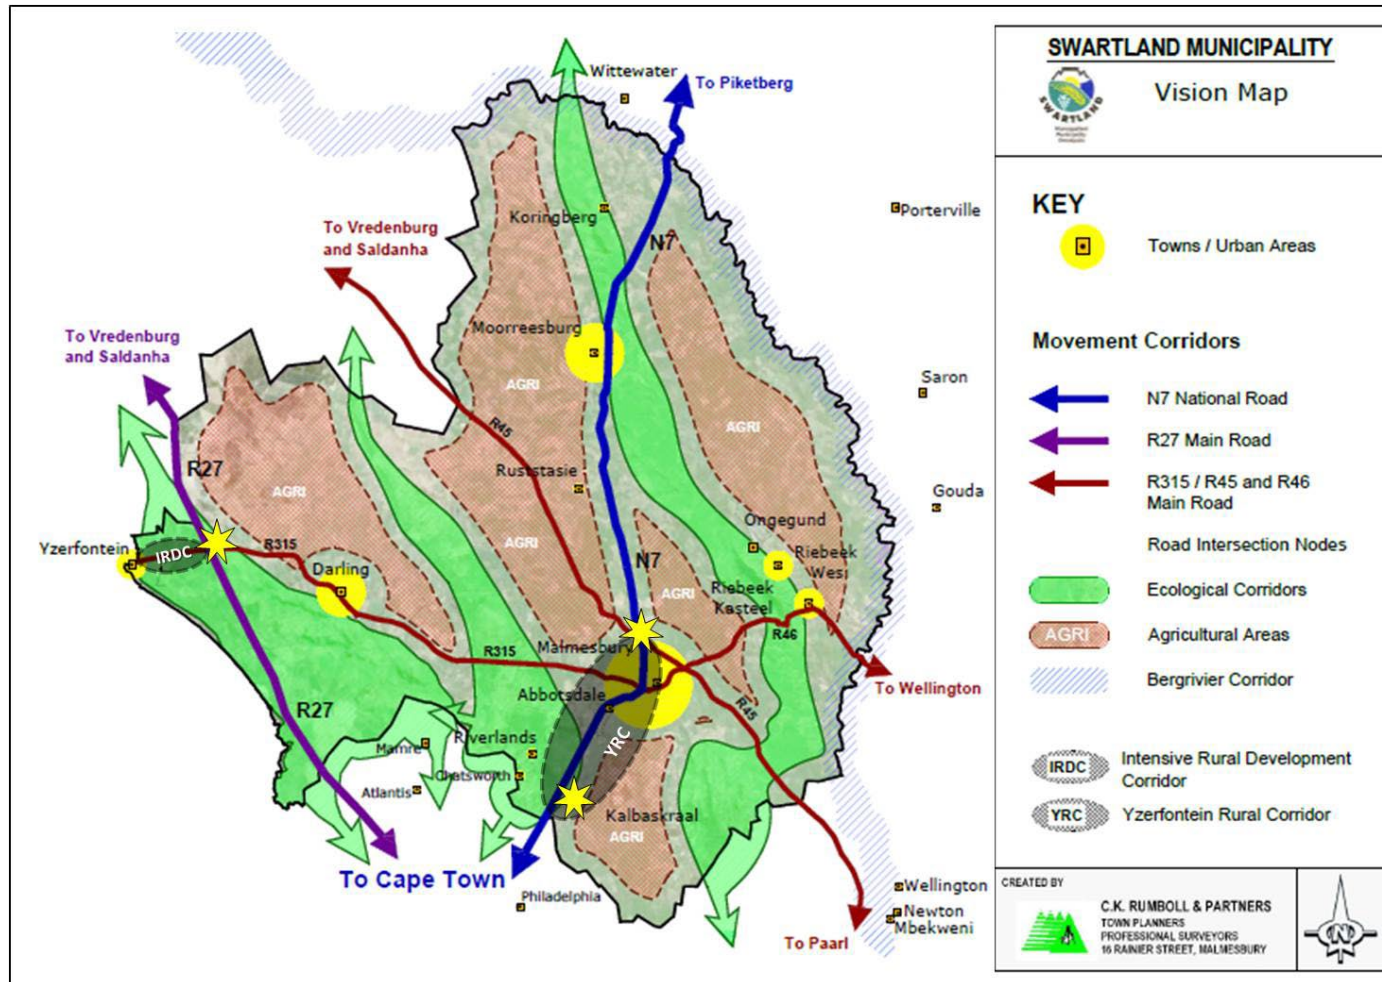 Wittewater
To Piketberg
Koringberg
N7
Porterville
To Vredenburg
and Saldanha
Moorreesburg
To Vredenburg
and Saldanha
AGRI
Saron
R45
AGRI
R27
Ruststasie
AGRI
Gouda
Ongegund
Yzerfontein
IRDC
R315
Darling
AGRI
N7
Riebeek
Wes
AGRI
Riebeek
Kasteel
R46
Malmesbury
R315
To Wellington
Abbotsdale
R45
R27
Riverlands
YRC
Mamre
Chatsworth
Atlantis
Kalbaskraal
AGRI
To Cape Town
Philadelphia
Wellington
Newton
Mbekweni
To Paarl
SWARTLAND MUNICIPALITY
Vision Map
SWARTLAND
KEY
Towns / Urban Areas
Movement Corridors
N7 National Road
R27 Main Road
R315 / R45 and R46
Main Road
Road Intersection Nodes
Ecological Corridors
AGRI Agricultural Areas
Bergrivier Corridor
IRDC Intensive Rural Development
Corridor
YRC Yzerfontein Rural Corridor
CREATED BY
C.K. RUMBOLL & PARTNERS
TOWN PLANNERS
PROFESSIONAL SURVEYORS
16 RAINIER STREET, MALMESBURY
N